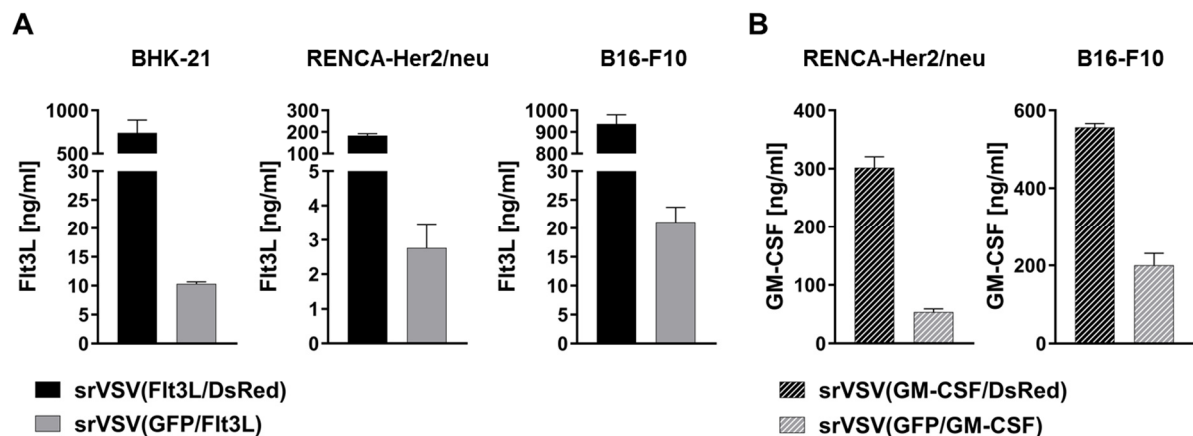 A
B
BHK-21
RENCA-Her2/neu
B16-F10
RENCA-Her2/neu
B16-F10
Flt3L [ng/ml]
1000
500
30
25
20
15
10
5
0
Flt3L [ng/ml]
300
200
100
5
4
3
2
1
0
Flt3L [ng/ml]
1000
900
800
30
25
20
15
10
5
0
GM-CSF [ng/ml]
400
300
200
100
0
GM-CSF [ng/ml]
600
400
200
0
srVSV(Flt3L/DsRed)
srVSV(GFP/Flt3L)
srVSV(GM-CSF/DsRed)
srVSV(GFP/GM-CSF)